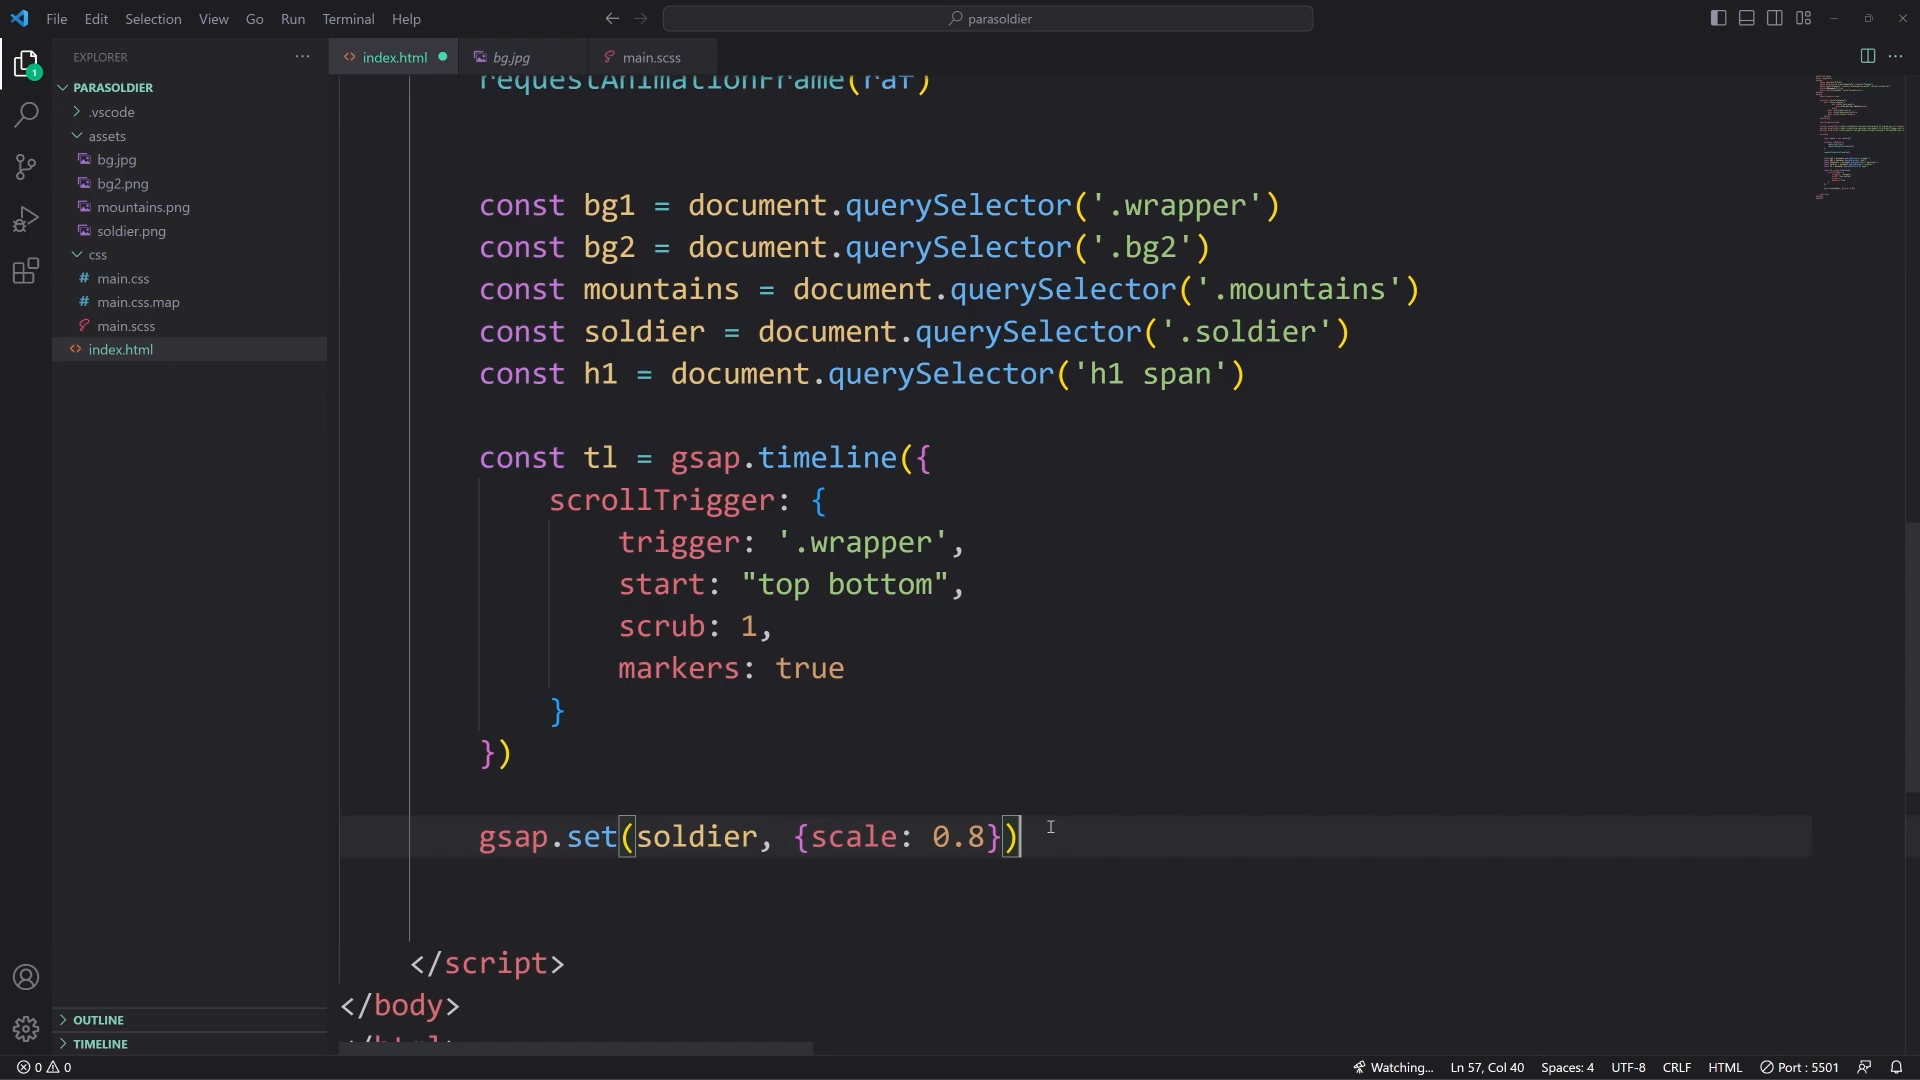 File Edit Selection View Go Run Terminal Help
parasoldier
EXPLORER
index.html
bg.jpg
main.scss
1
PARASOLDIER
.vscode
assets
bg.jpg
bg2.png
mountains.png
soldier.png
css
main.css
main.css.map
main.scss
index.html
OUTLINE
TIMELINE
requestAnimationFrame(raf)
const bg1 = document.querySelector('.wrapper')
const bg2 = document.querySelector('.bg2')
const mountains = document.querySelector('.mountains')
const soldier = document.querySelector('.soldier')
const h1 = document.querySelector('h1 span')
const tl = gsap.timeline({
scrollTrigger: {
trigger: '.wrapper',
start: "top bottom",
scrub: 1,
markers: true
}
})
gsap.set(soldier, {scale: 0.8})
</script>
</body>
0 0
Watching... Ln 57, Col 40 Spaces: 4 UTF-8 CRLF HTML Port : 5501